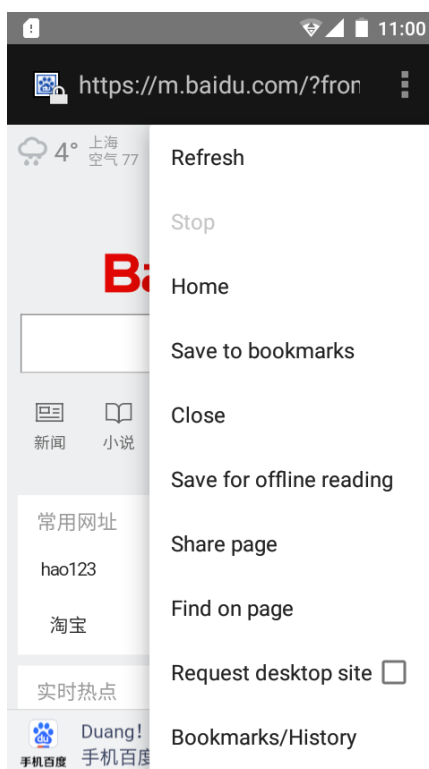 11:00
https://m.baidu.com/?fron
4°
上海
空气 77
Refresh
Stop
Home
Save to bookmarks
Close
Save for offline reading
Share page
Find on page
Request desktop site
Bookmarks/History
Ba
新闻
小说
常用网址
hao123
淘宝
实时热点
手机百度
Duang!
手机百度